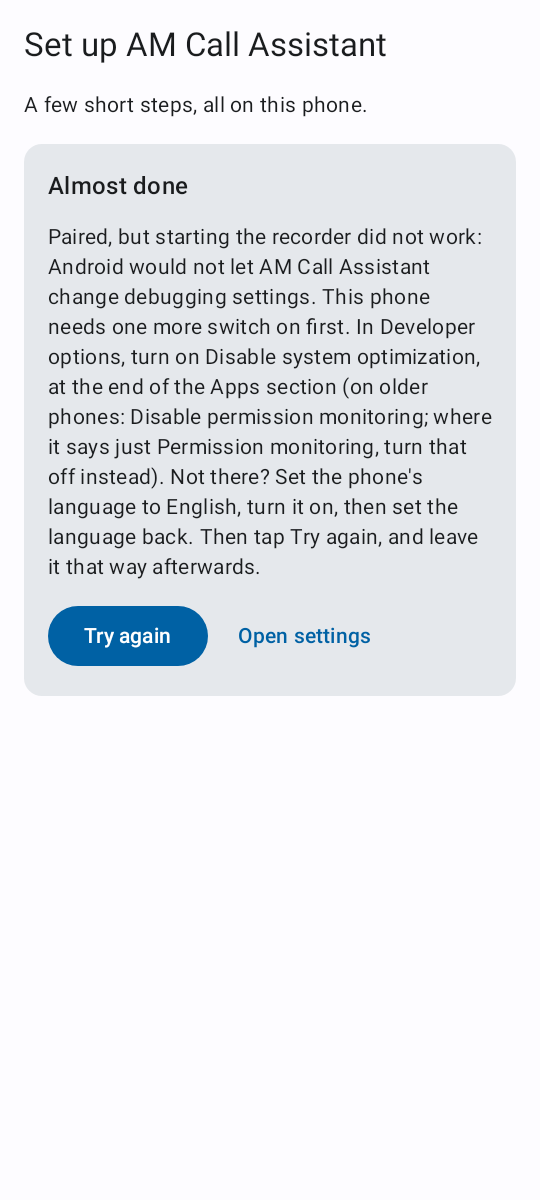 Set up AM Call Assistant
A few short steps, all on this phone.
Almost done
Paired, but starting the recorder did not work:
Android would not let AM Call Assistant
change debugging settings. This phone
needs one more switch on first. In Developer
options, turn on Disable system optimization,
at the end of the Apps section (on older
phones: Disable permission monitoring; where
it says just Permission monitoring, turn that
off instead). Not there? Set the phone's
language to English, turn it on, then set the
language back. Then tap Try again, and leave
it that way afterwards.
Try again
Open settings